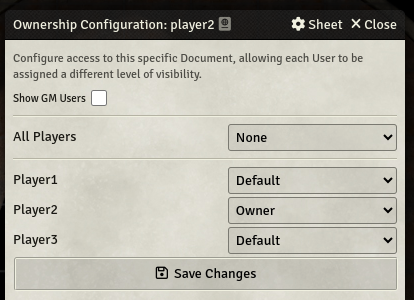 Ownership Configuration: player2 Sheet Close
Configure access to this specific Document, allowing each User to be
assigned a different level of visibility.
Show GM Users
All Players None
Player1 Default
Player2 Owner
Player3 Default
Save Changes